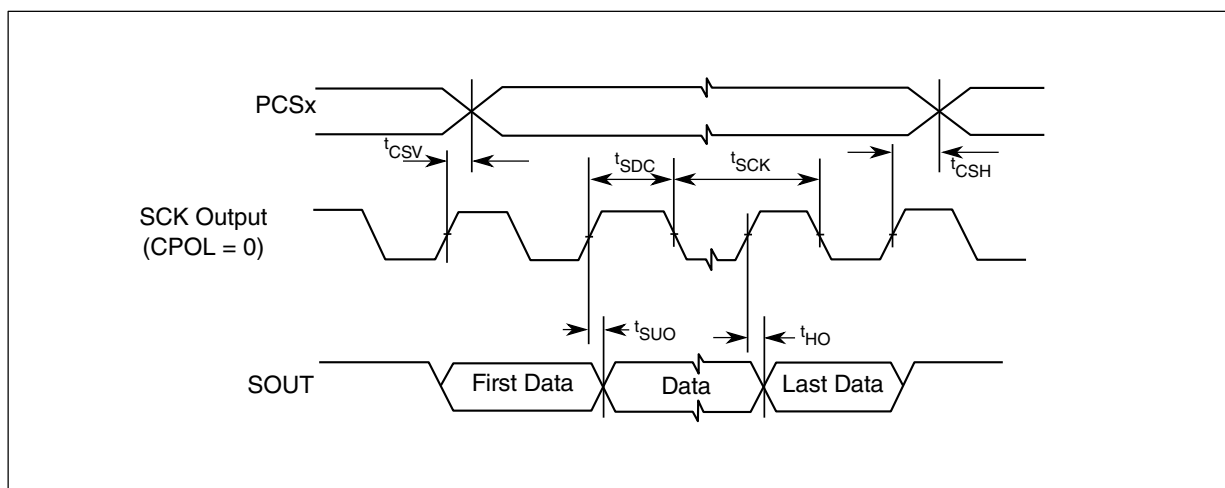 PCSx
tCSV
tSDC
tSCK
tCSH
SCK Output
(CPOL = 0)
tSUO
tHO
SOUT
First Data
Data
Last Data